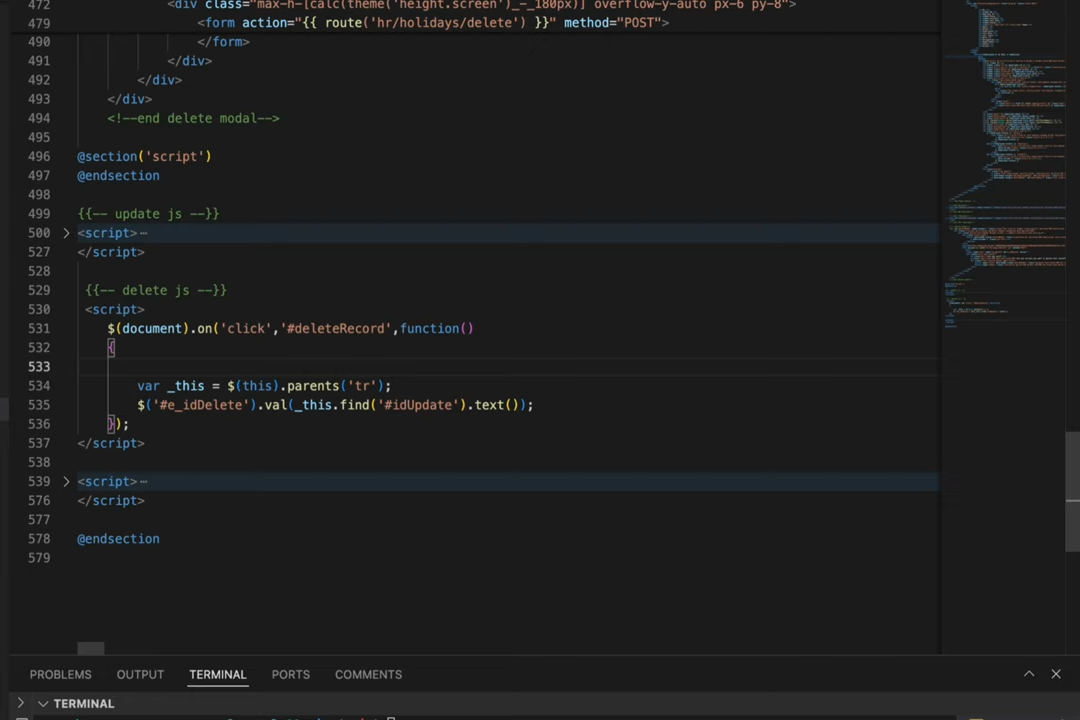 472 <div class="max-h-[calc(theme('height.screen')_-_180px)] overflow-y-auto px-6 py-8">
479 <form action="{{ route('hr/holidays/delete') }}" method="POST">
490 </form>
491 </div>
492 </div>
493 </div>
494 <!--end delete modal-->
495
496 @section('script')
497 @endsection
498
499 {{-- update js --}}
500 <script>⋯
527 </script>
528
529 {{-- delete js --}}
530 <script>
531 $(document).on('click','#deleteRecord',function()
532 {
533
534 var _this = $(this).parents('tr');
535 $('#e_idDelete').val(_this.find('#idUpdate').text());
536 });
537 </script>
538
539 <script>⋯
576 </script>
577
578 @endsection
579
PROBLEMS OUTPUT TERMINAL PORTS COMMENTS
TERMINAL